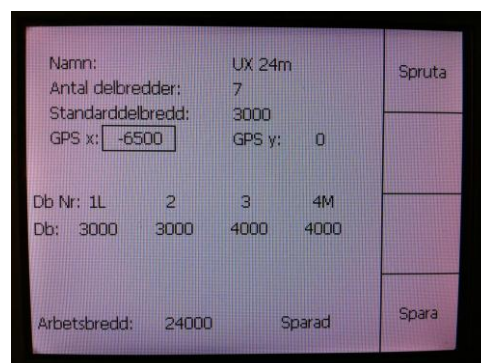 Namn: UX 24m
Antal delbredder: 7
Standarddelbredd: 3000
GPS x: -6500 GPS y: 0
Db Nr: 1L 2 3 4M
Db: 3000 3000 4000 4000
Arbetsbredd: 24000 Sparad
Spruta
Spara